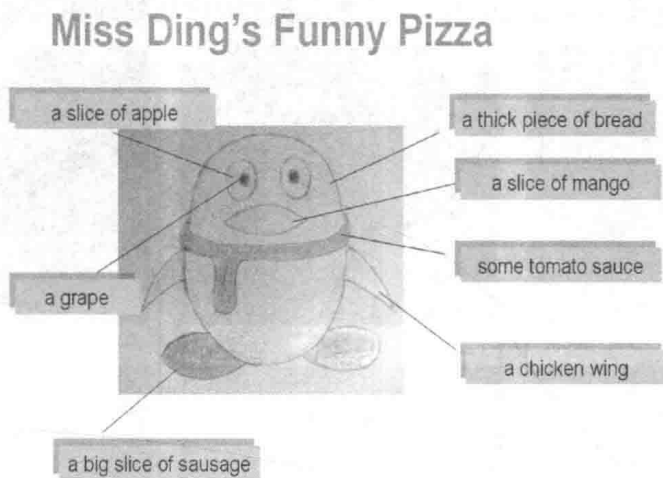 Miss Ding's Funny Pizza
a slice of apple
a thick piece of bread
a slice of mango
some tomato sauce
a grape
a chicken wing
a big slice of sausage